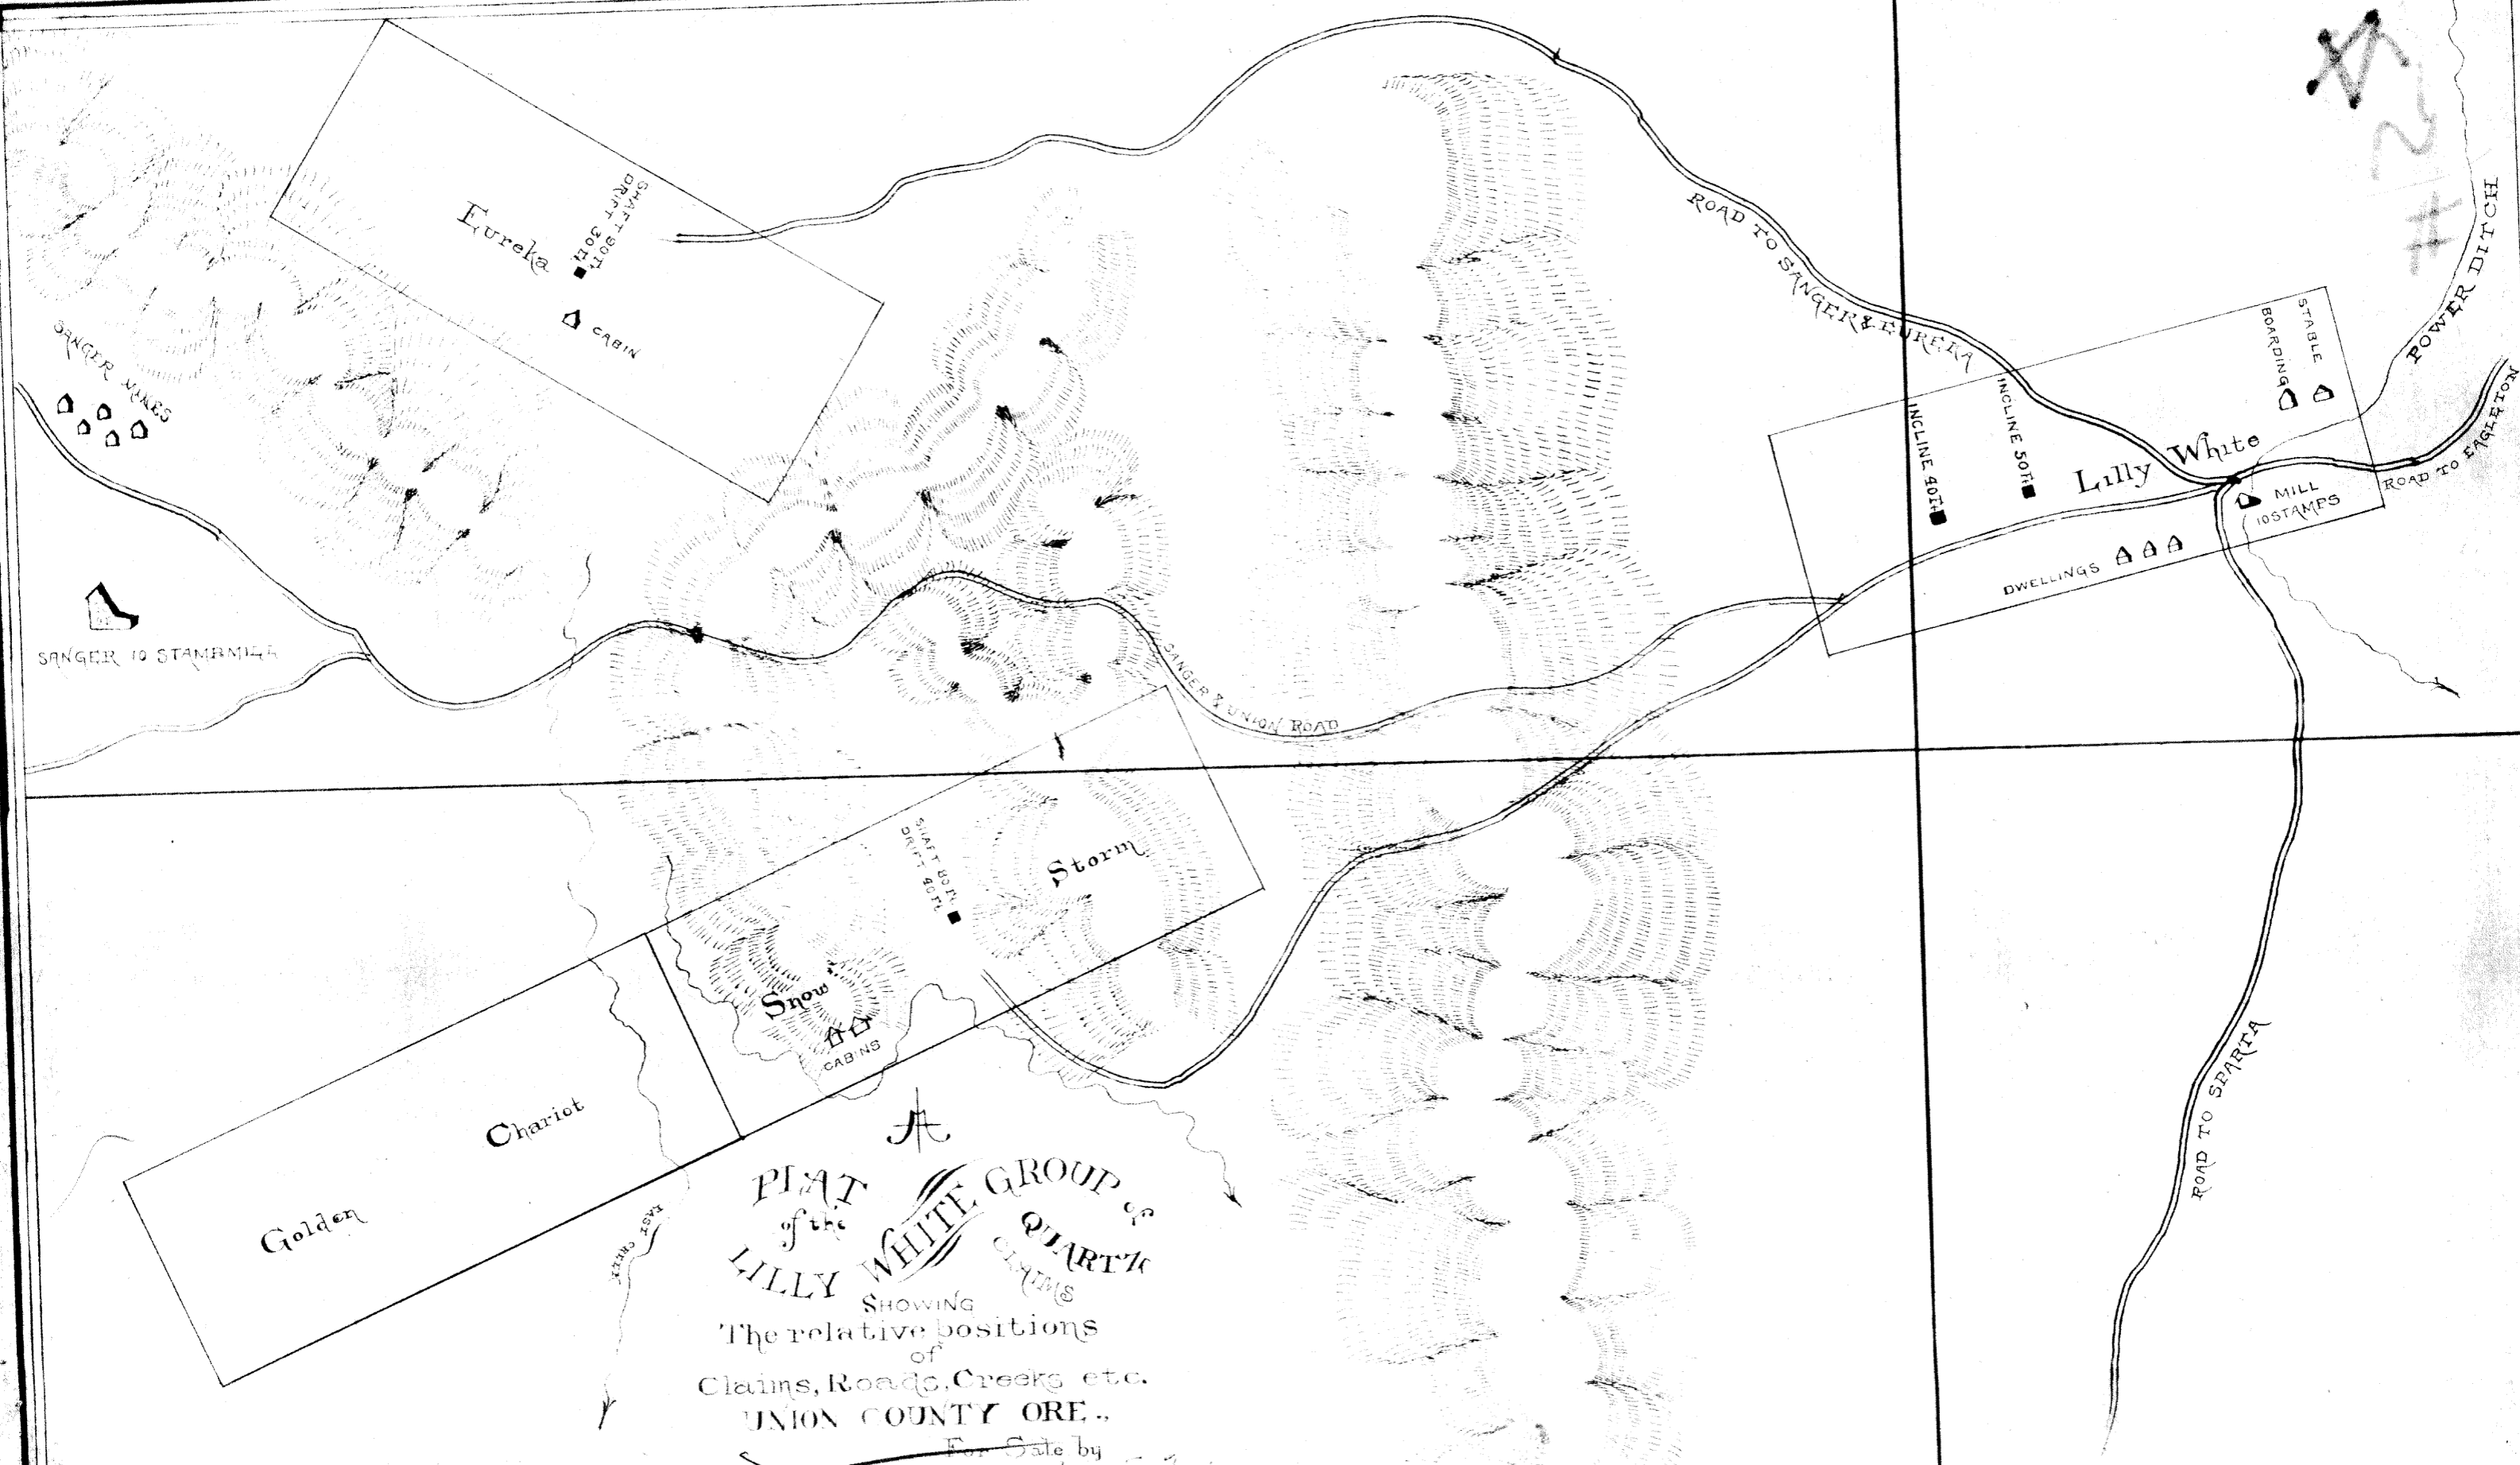 #2
POWER DITCH
SHAFT 90 FT.
DRIFT 30 Ft
Eureka
CABIN
ROAD TO SANGER & EUREKA
STABLE
BOARDING
SANGER MINES
INCLINE 50 Ft
INCLINE 40 Ft
Lilly White
ROAD TO EAGLETON
MILL
10 STAMPS
DWELLINGS
SANGER 10 STAMB MILL
SANGER & UNION ROAD
SHAFT 80 Ft.
DRIFT 40 Ft
Snow Storm
CABINS
Golden Chariot
EAST CREEK
ROAD TO SPARTA
PLAT
of the
LILLY WHITE GROUP of
QUARTZ
CLAIMS
SHOWING
The relative positions
of
Claims, Roads, Creeks etc.
UNION COUNTY ORE.,
For Sale by